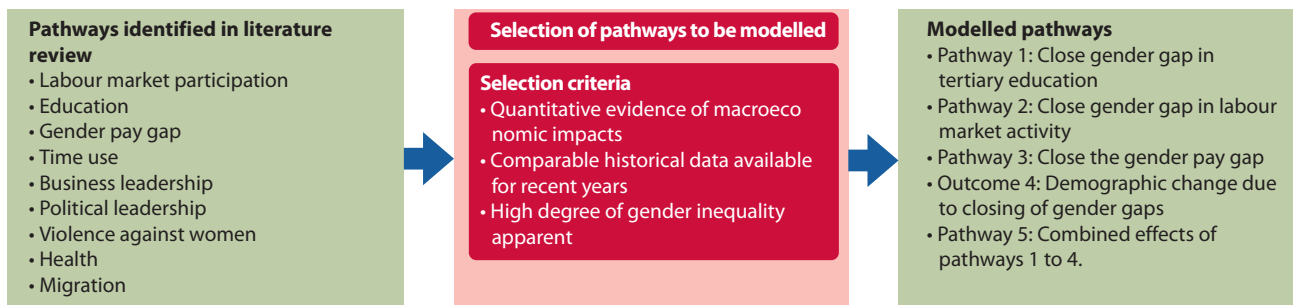 Pathways identified in literature
review
• Labour market participation
• Education
• Gender pay gap
• Time use
• Business leadership
• Political leadership
• Violence against women
• Health
• Migration
Selection of pathways to be modelled
Selection criteria
• Quantitative evidence of macroeco
nomic impacts
• Comparable historical data available
for recent years
• High degree of gender inequality
apparent
Modelled pathways
• Pathway 1: Close gender gap in
tertiary education
• Pathway 2: Close gender gap in labour
market activity
• Pathway 3: Close the gender pay gap
• Outcome 4: Demographic change due
to closing of gender gaps
• Pathway 5: Combined effects of
pathways 1 to 4.